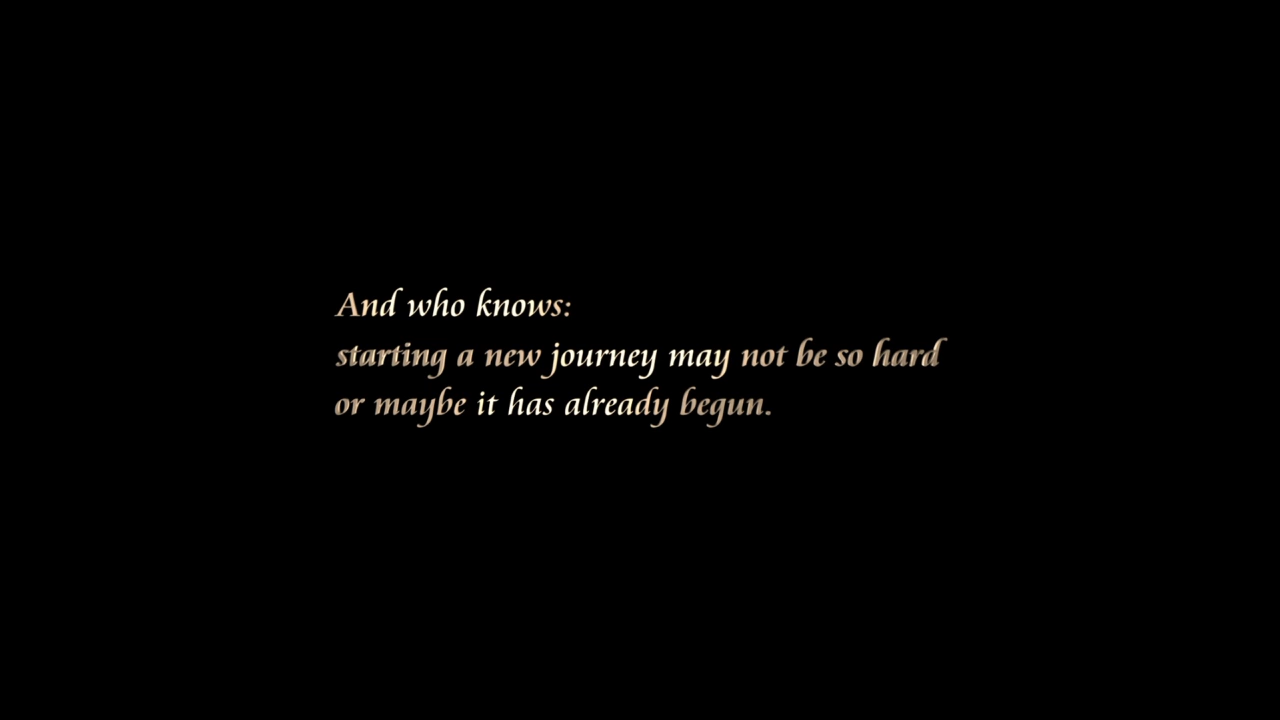 And who knows:
starting a new journey may not be so hard
or maybe it has already begun.